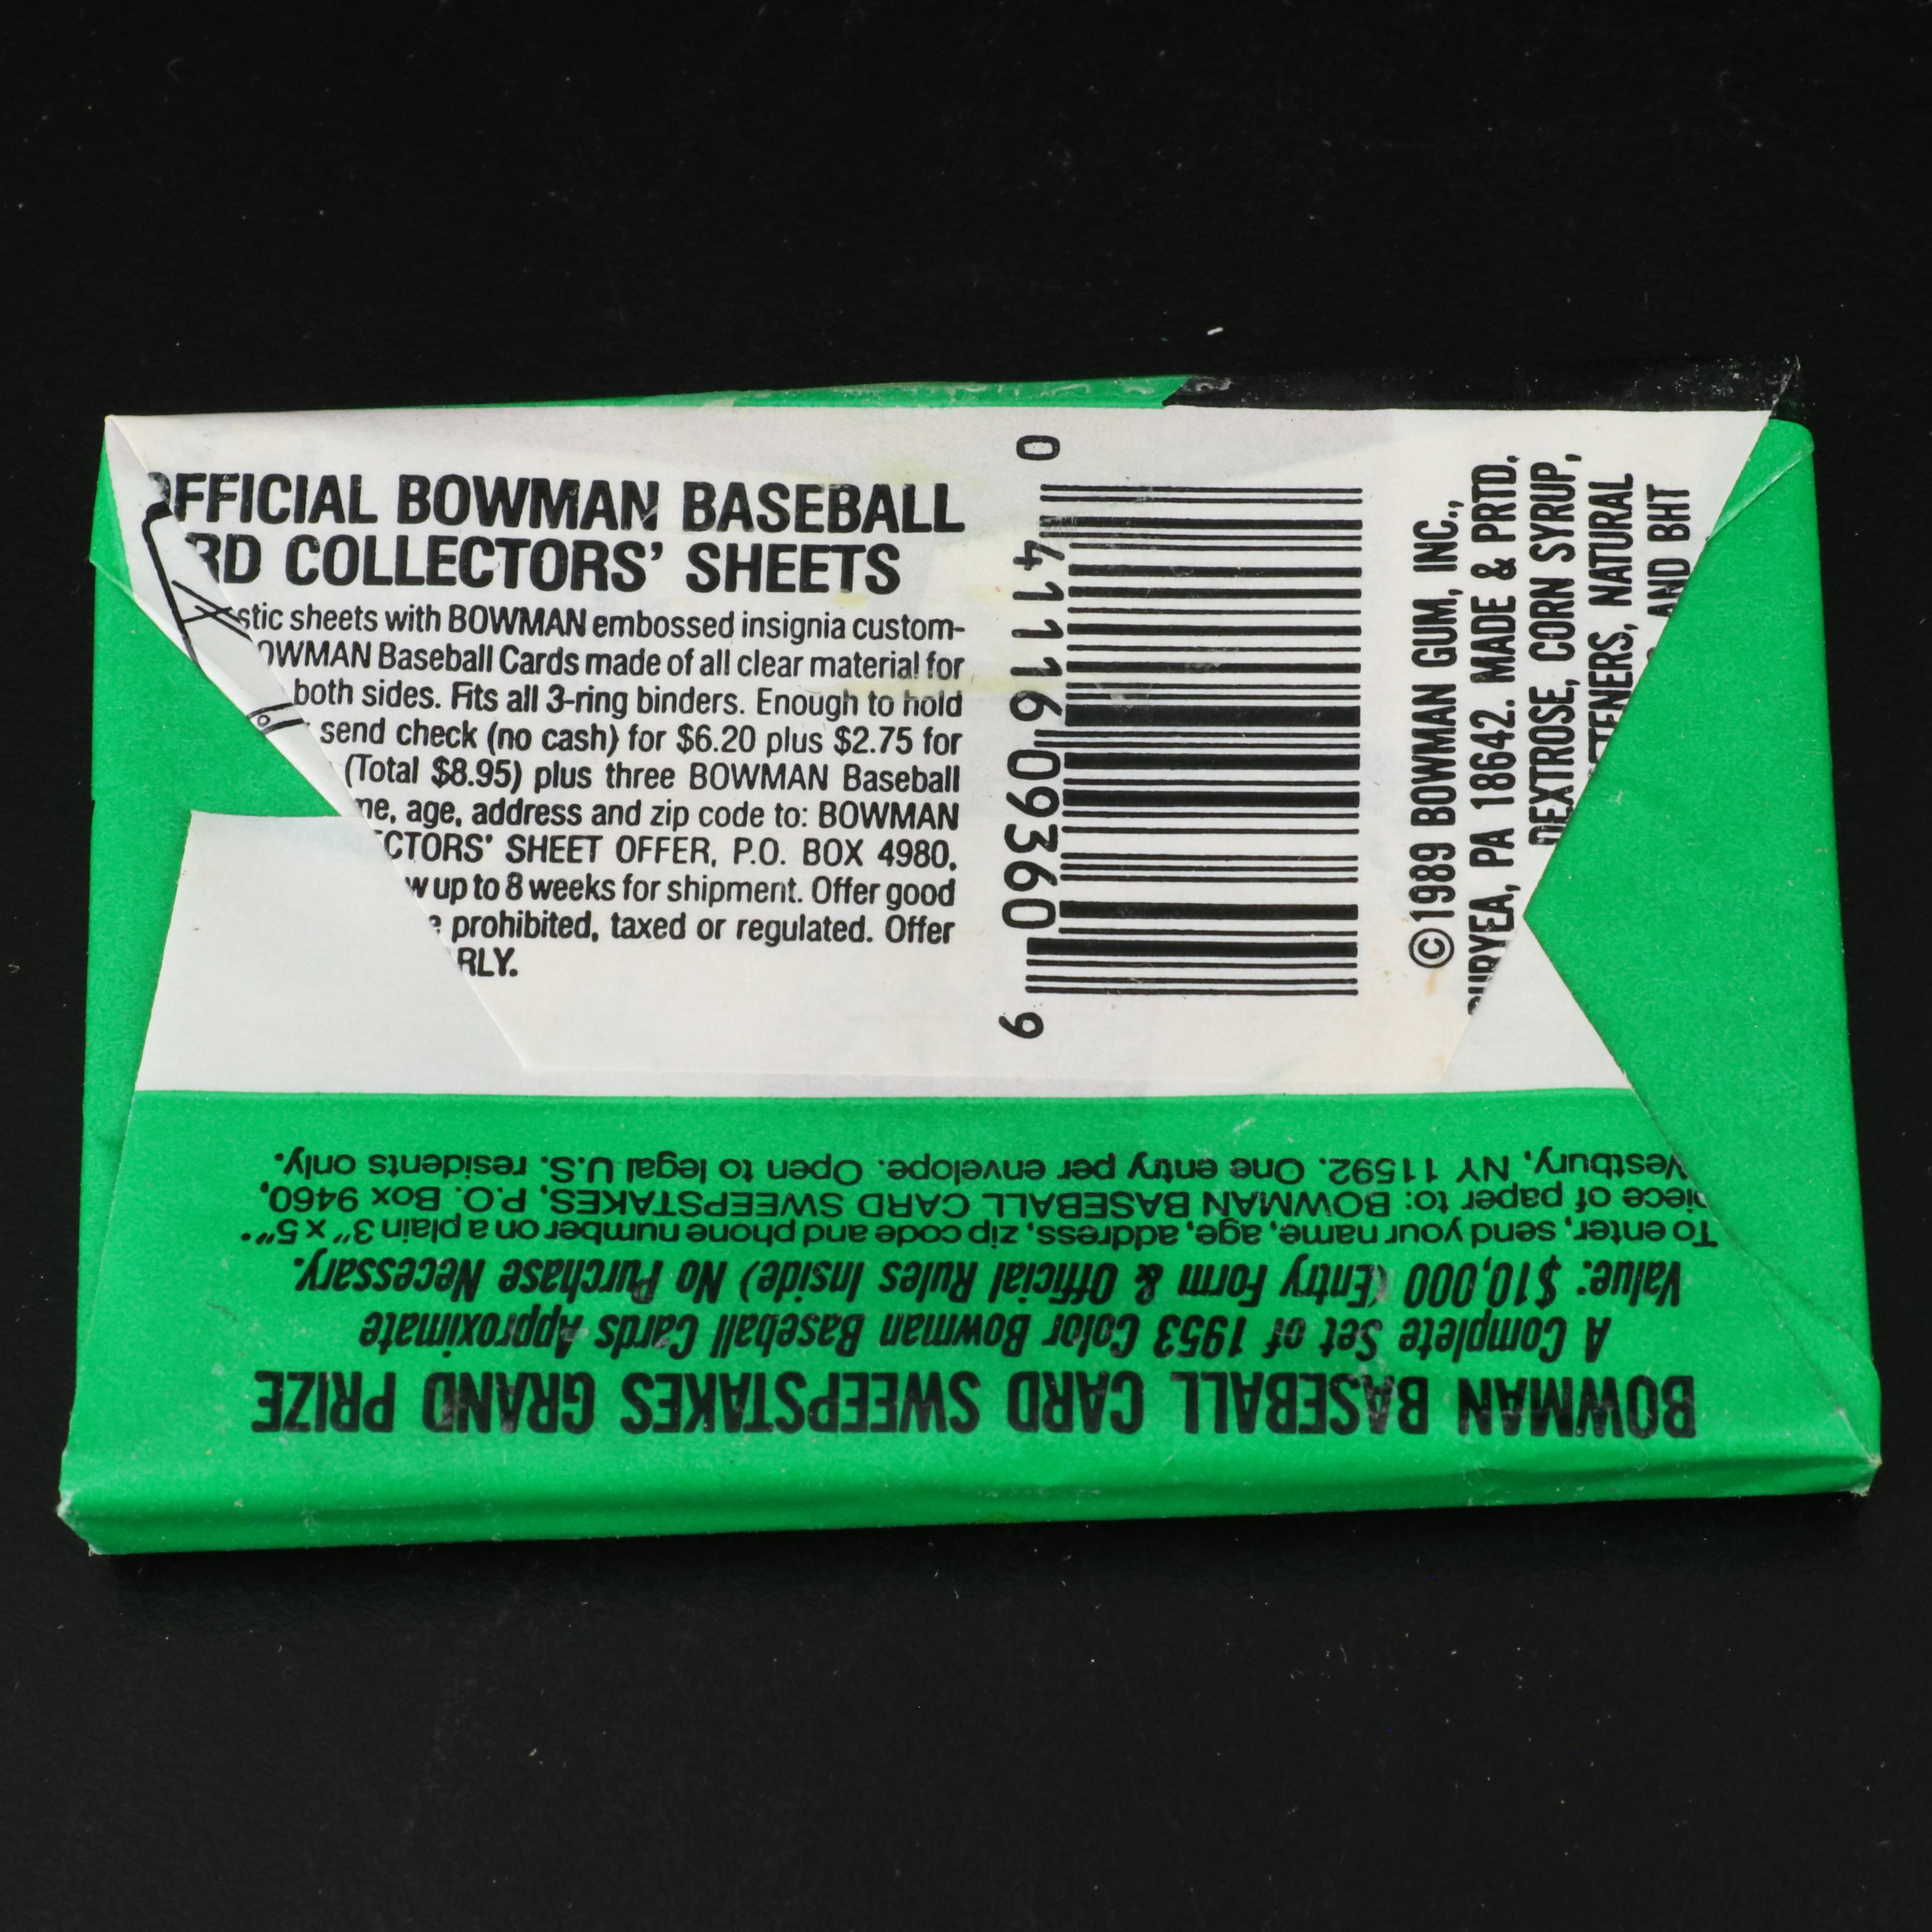 OFFICIAL BOWMAN BASEBALL
RD COLLECTORS' SHEETS
stic sheets with BOWMAN embossed insignia custom-
OWMAN Baseball Cards made of all clear material for
both sides. Fits all 3-ring binders. Enough to hold
send check (no cash) for $6.20 plus $2.75 for
(Total $8.95) plus three BOWMAN Baseball
me, age, address and zip code to: BOWMAN
CTORS' SHEET OFFER, P.O. BOX 4980,
w up to 8 weeks for shipment. Offer good
e prohibited, taxed or regulated. Offer
RLY.
0 41116 09360 9
©1989 BOWMAN GUM, INC.,
DURYEA, PA 18642. MADE & PRTD.
DEXTROSE, CORN SYRUP,
ETENERS, NATURAL
AND BHT
BOWMAN BASEBALL CARD SWEEPSTAKES GRAND PRIZE
A Complete Set of 1953 Color Bowman Baseball Cards Approximate
Value: $10,000 (Entry Form & Official Rules Inside) No Purchase Necessary.
To enter, send your name, age, address, zip code and phone number on a plain 3" x 5"
piece of paper to: BOWMAN BASEBALL CARD SWEEPSTAKES, P.O. Box 9460,
Westbury, NY 11592. One entry per envelope. Open to legal U.S. residents only.